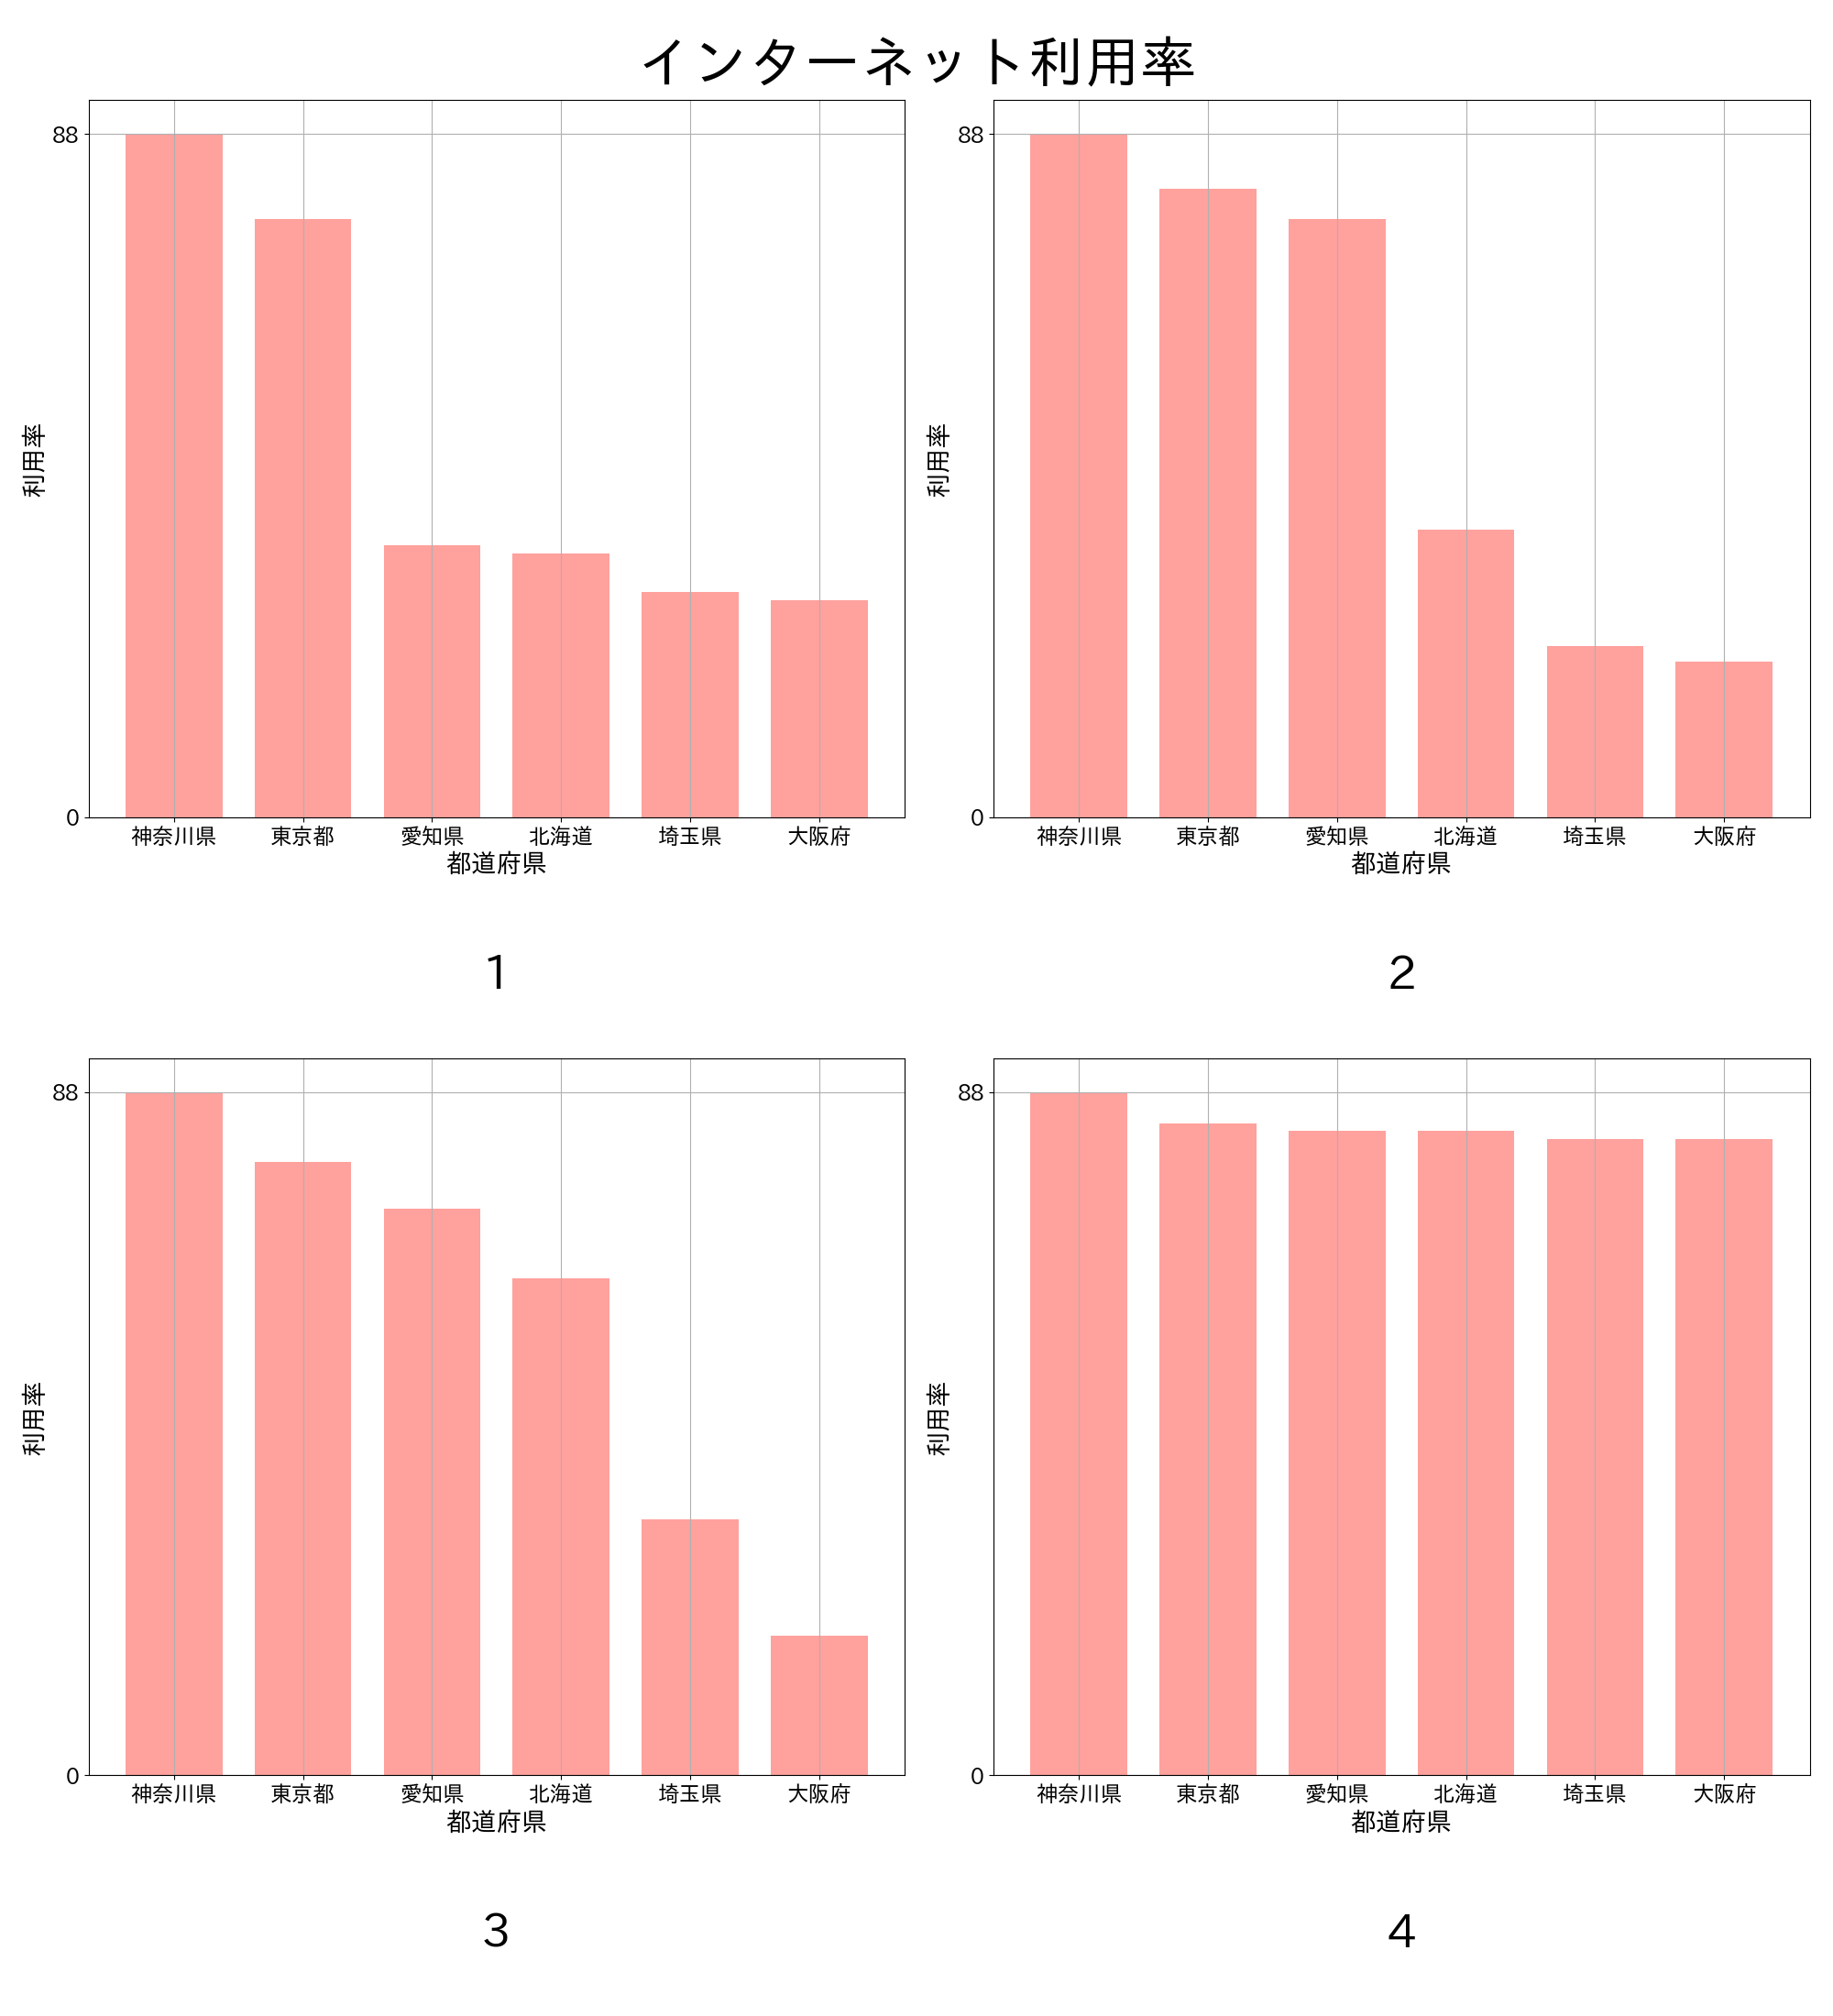 インターネット利用率
88
利用率
0
神奈川県 東京都 愛知県 北海道 埼玉県 大阪府
都道府県
1
88
利用率
0
神奈川県 東京都 愛知県 北海道 埼玉県 大阪府
都道府県
2
88
利用率
0
神奈川県 東京都 愛知県 北海道 埼玉県 大阪府
都道府県
3
88
利用率
0
神奈川県 東京都 愛知県 北海道 埼玉県 大阪府
都道府県
4